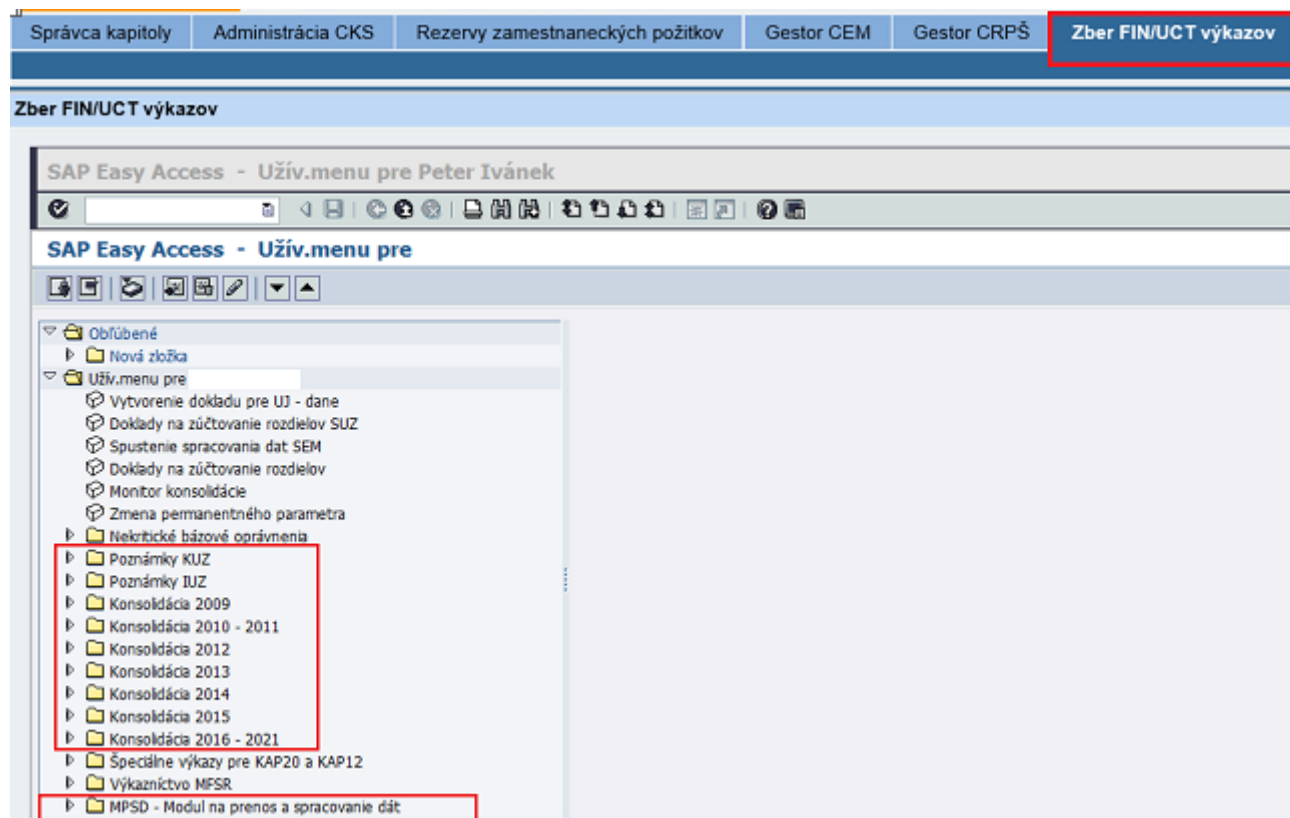 Správca kapitoly Administrácia CKS Rezervy zamestnaneckých požitkov Gestor CEM Gestor CRPŠ Zber FIN/UCT výkazov
Zber FIN/UCT výkazov
SAP Easy Access - Užív.menu pre Peter Ivánek
SAP Easy Access - Užív.menu pre
Obľúbené
Nová zložka
Užív.menu pre
Vytvorenie dokladu pre UJ - dane
Doklady na zúčtovanie rozdielov SUZ
Spustenie spracovania dat SEM
Doklady na zúčtovanie rozdielov
Monitor konsolidácie
Zmena permanentného parametra
Nekritické bázové oprávnenia
Poznámky KUZ
Poznámky IUZ
Konsolidácia 2009
Konsolidácia 2010 - 2011
Konsolidácia 2012
Konsolidácia 2013
Konsolidácia 2014
Konsolidácia 2015
Konsolidácia 2016 - 2021
Špeciálne výkazy pre KAP20 a KAP12
Výkazníctvo MFSR
MPSD - Modul na prenos a spracovanie dát